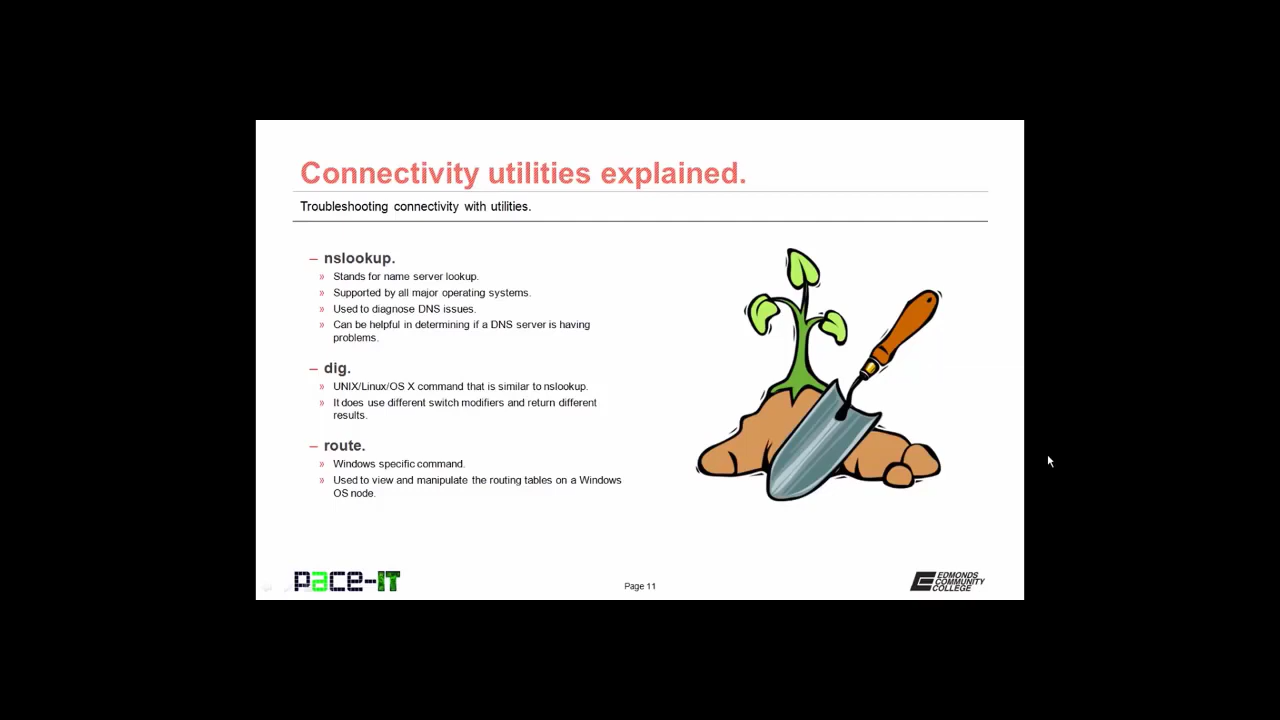 Connectivity utilities explained.
Troubleshooting connectivity with utilities.
– nslookup.
» Stands for name server lookup.
» Supported by all major operating systems.
» Used to diagnose DNS issues.
» Can be helpful in determining if a DNS server is having
problems.
– dig.
» UNIX/Linux/OS X command that is similar to nslookup.
» It does use different switch modifiers and return different
results.
– route.
» Windows specific command.
» Used to view and manipulate the routing tables on a Windows
OS node.
pace-IT
Page 11
EDMONDS
COMMUNITY
COLLEGE